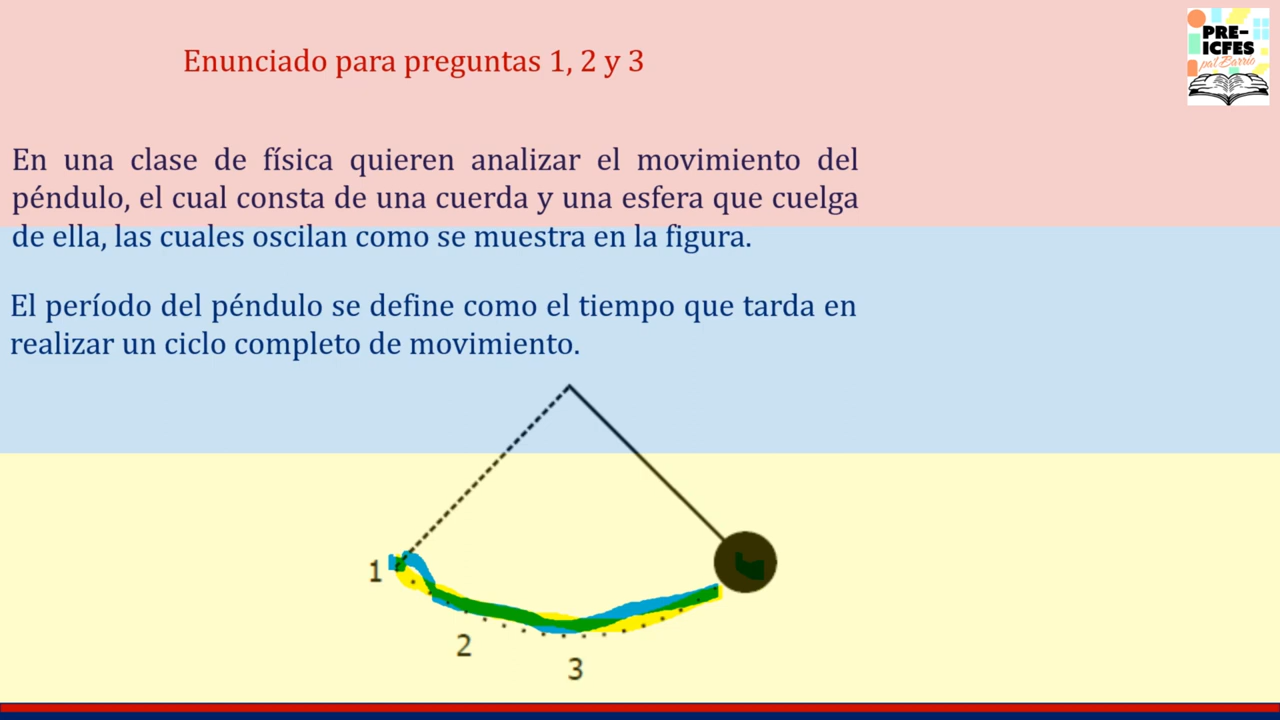 Enunciado para preguntas 1, 2 y 3
PRE-
ICFES
pa'l Barrio
En una clase de física quieren analizar el movimiento del
péndulo, el cual consta de una cuerda y una esfera que cuelga
de ella, las cuales oscilan como se muestra en la figura.
El período del péndulo se define como el tiempo que tarda en
realizar un ciclo completo de movimiento.
1
2
3